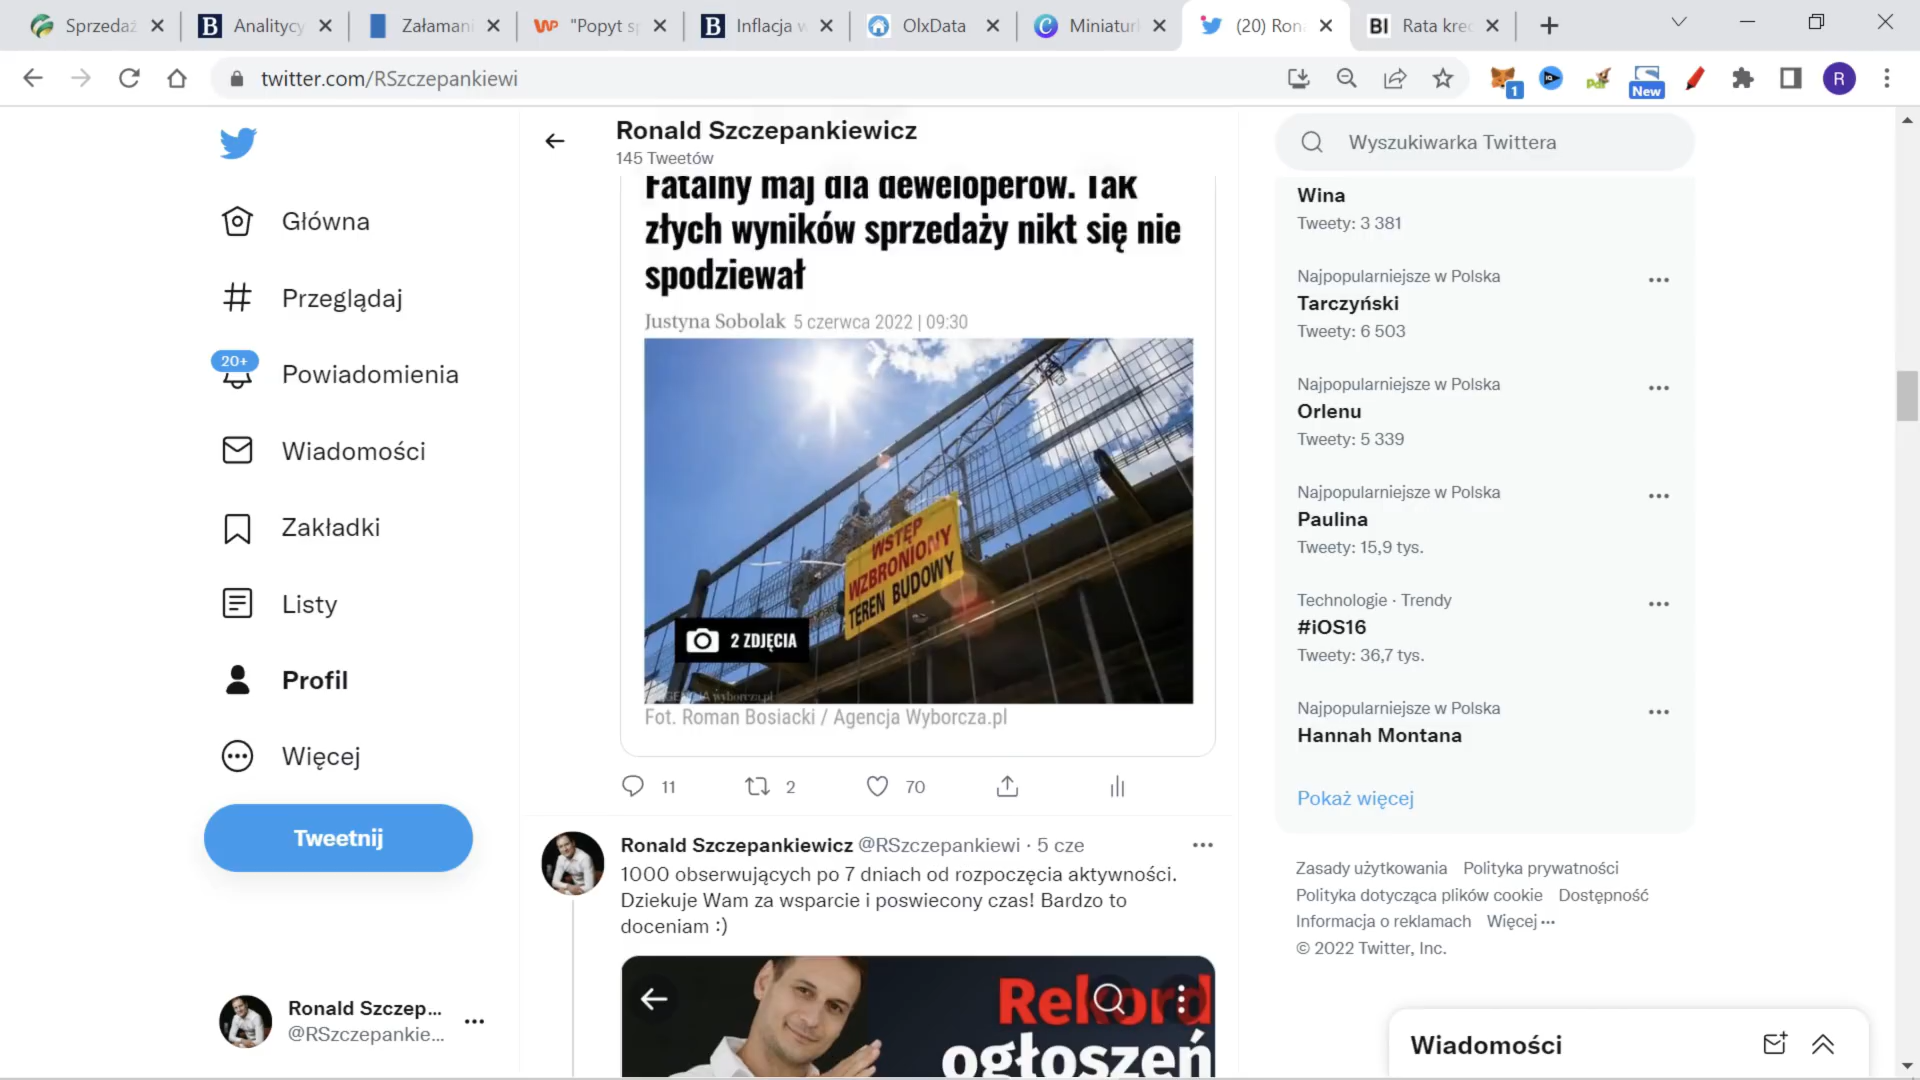 Sprzedaż
Analitycy
Załamani
"Popyt sp
Inflacja w
OlxData
Miniaturk
(20) Rona
Rata kred
twitter.com/RSzczepankiewi
1
New
R
Ronald Szczepankiewicz
145 Tweetów
Wyszukiwarka Twittera
Główna
Przeglądaj
20+
Powiadomienia
Wiadomości
Zakładki
Listy
Profil
Więcej
Tweetnij
Ronald Szczep...
@RSzczepankie...
Fatalny maj dla deweloperów. Tak
złych wyników sprzedaży nikt się nie
spodziewał
Justyna Sobolak 5 czerwca 2022 | 09:30
WSTĘP
WZBRONIONY
TEREN BUDOWY
2 ZDJĘCIA
Fot. Roman Bosiacki / Agencja Wyborcza.pl
11
2
70
Ronald Szczepankiewicz @RSzczepankiewi · 5 cze
1000 obserwujących po 7 dniach od rozpoczęcia aktywności.
Dziekuje Wam za wsparcie i poswiecony czas! Bardzo to
doceniam :)
Rekord
ogłoszeń
Wina
Tweety: 3 381
Najpopularniejsze w Polska
Tarczyński
Tweety: 6 503
Najpopularniejsze w Polska
Orlenu
Tweety: 5 339
Najpopularniejsze w Polska
Paulina
Tweety: 15,9 tys.
Technologie · Trendy
#iOS16
Tweety: 36,7 tys.
Najpopularniejsze w Polska
Hannah Montana
Pokaż więcej
Zasady użytkowania Polityka prywatności
Polityka dotycząca plików cookie Dostępność
Informacja o reklamach Więcej ···
© 2022 Twitter, Inc.
Wiadomości